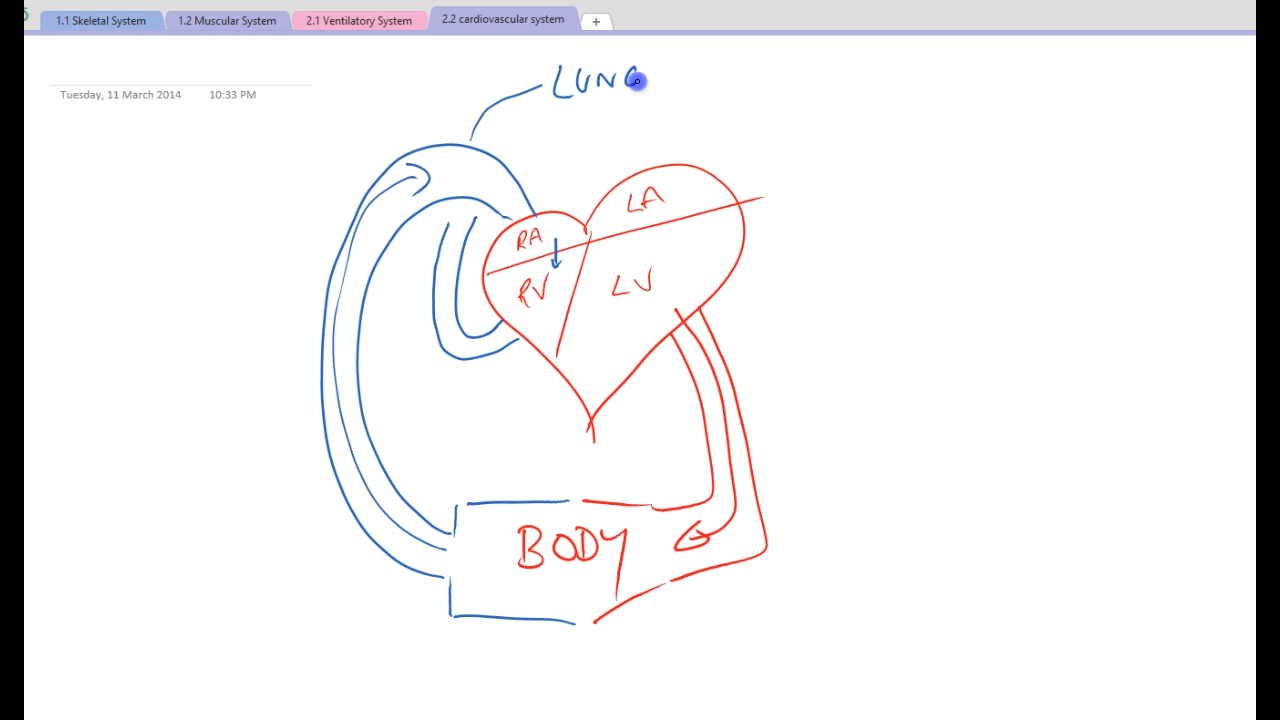 1.1 Skeletal System 1.2 Muscular System 2.1 Ventilatory System 2.2 cardiovascular system +
LUN
Tuesday, 11 March 2014 10:33 PM
LA
RA
RV LV
BODY